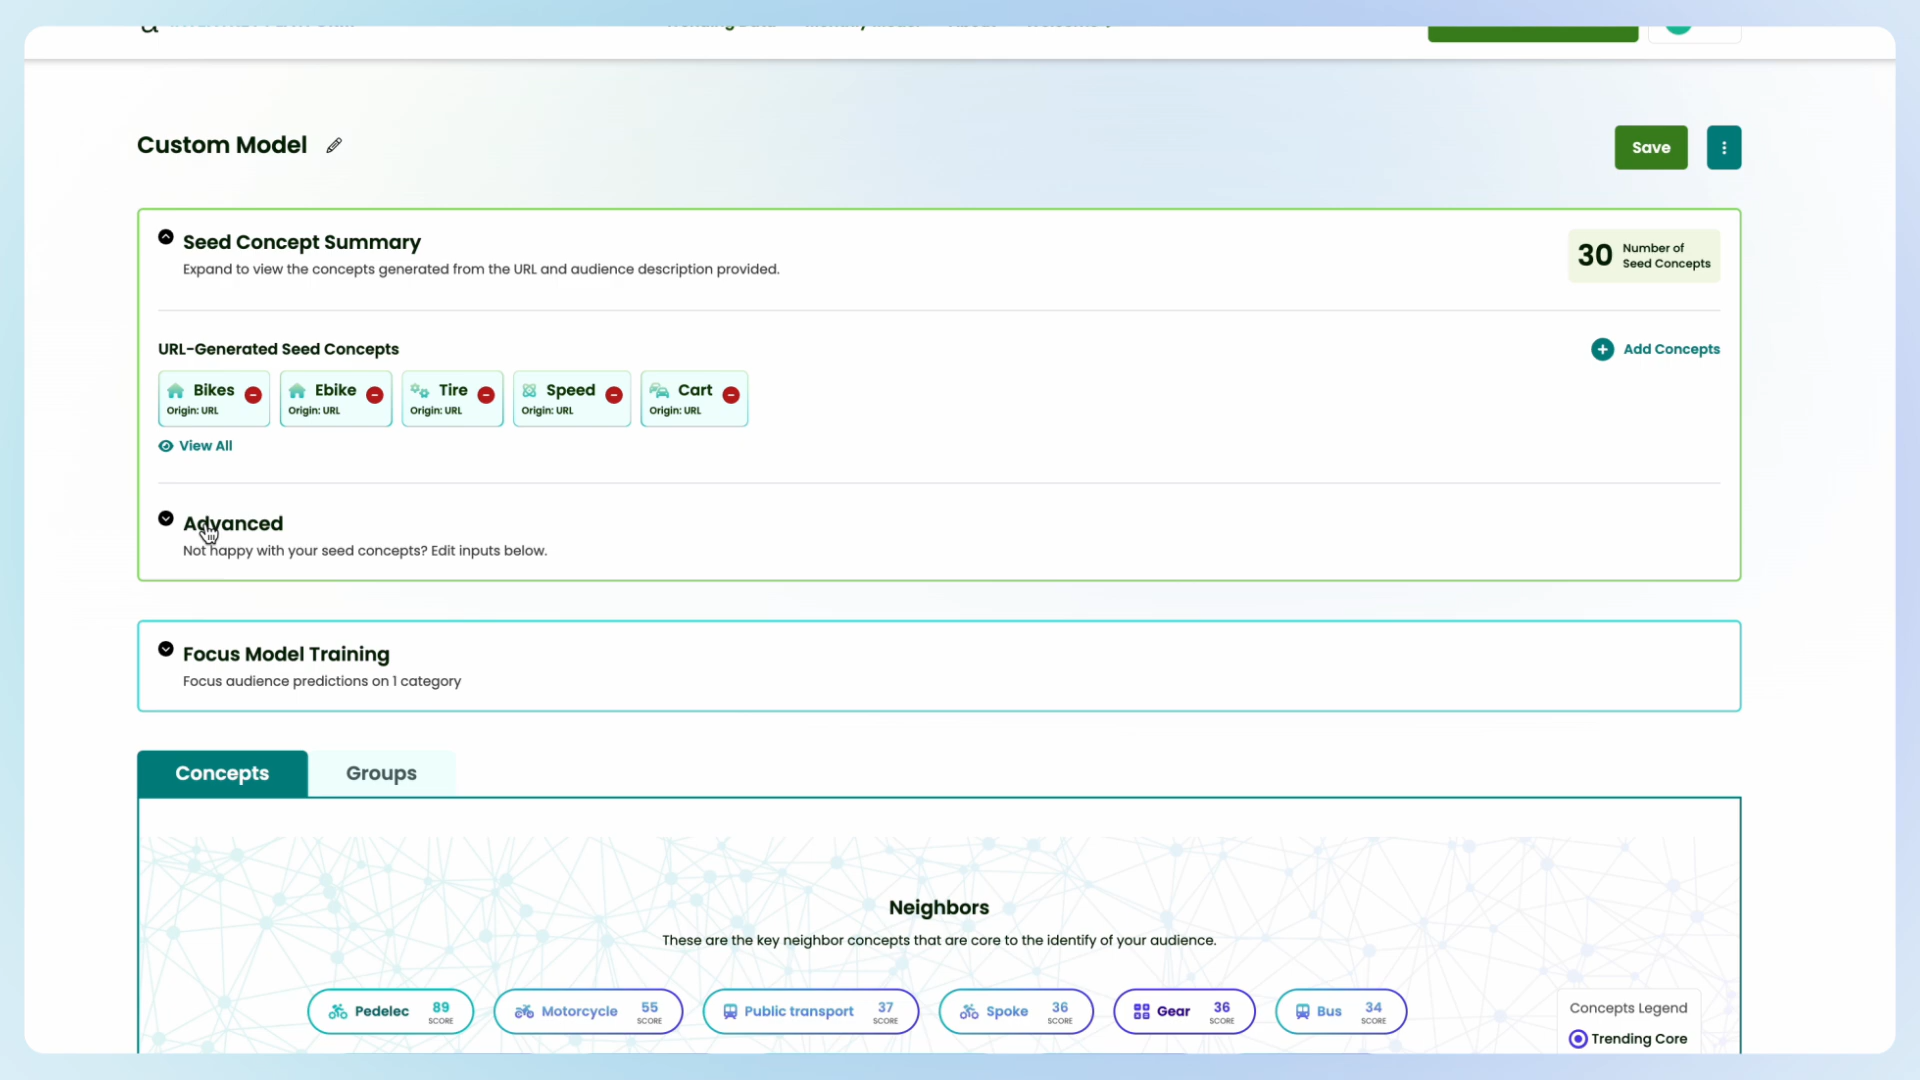 Custom Model
Save
Seed Concept Summary
Expand to view the concepts generated from the URL and audience description provided.
30
Number of
Seed Concepts
URL-Generated Seed Concepts
Add Concepts
Bikes
Origin: URL
Ebike
Origin: URL
Tire
Origin: URL
Speed
Origin: URL
Cart
Origin: URL
View All
Advanced
Not happy with your seed concepts? Edit inputs below.
Focus Model Training
Focus audience predictions on 1 category
Concepts
Groups
Neighbors
These are the key neighbor concepts that are core to the identify of your audience.
Pedelec 89 SCORE
Motorcycle 55 SCORE
Public transport 37 SCORE
Spoke 36 SCORE
Gear 36 SCORE
Bus 34 SCORE
Concepts Legend
Trending Core